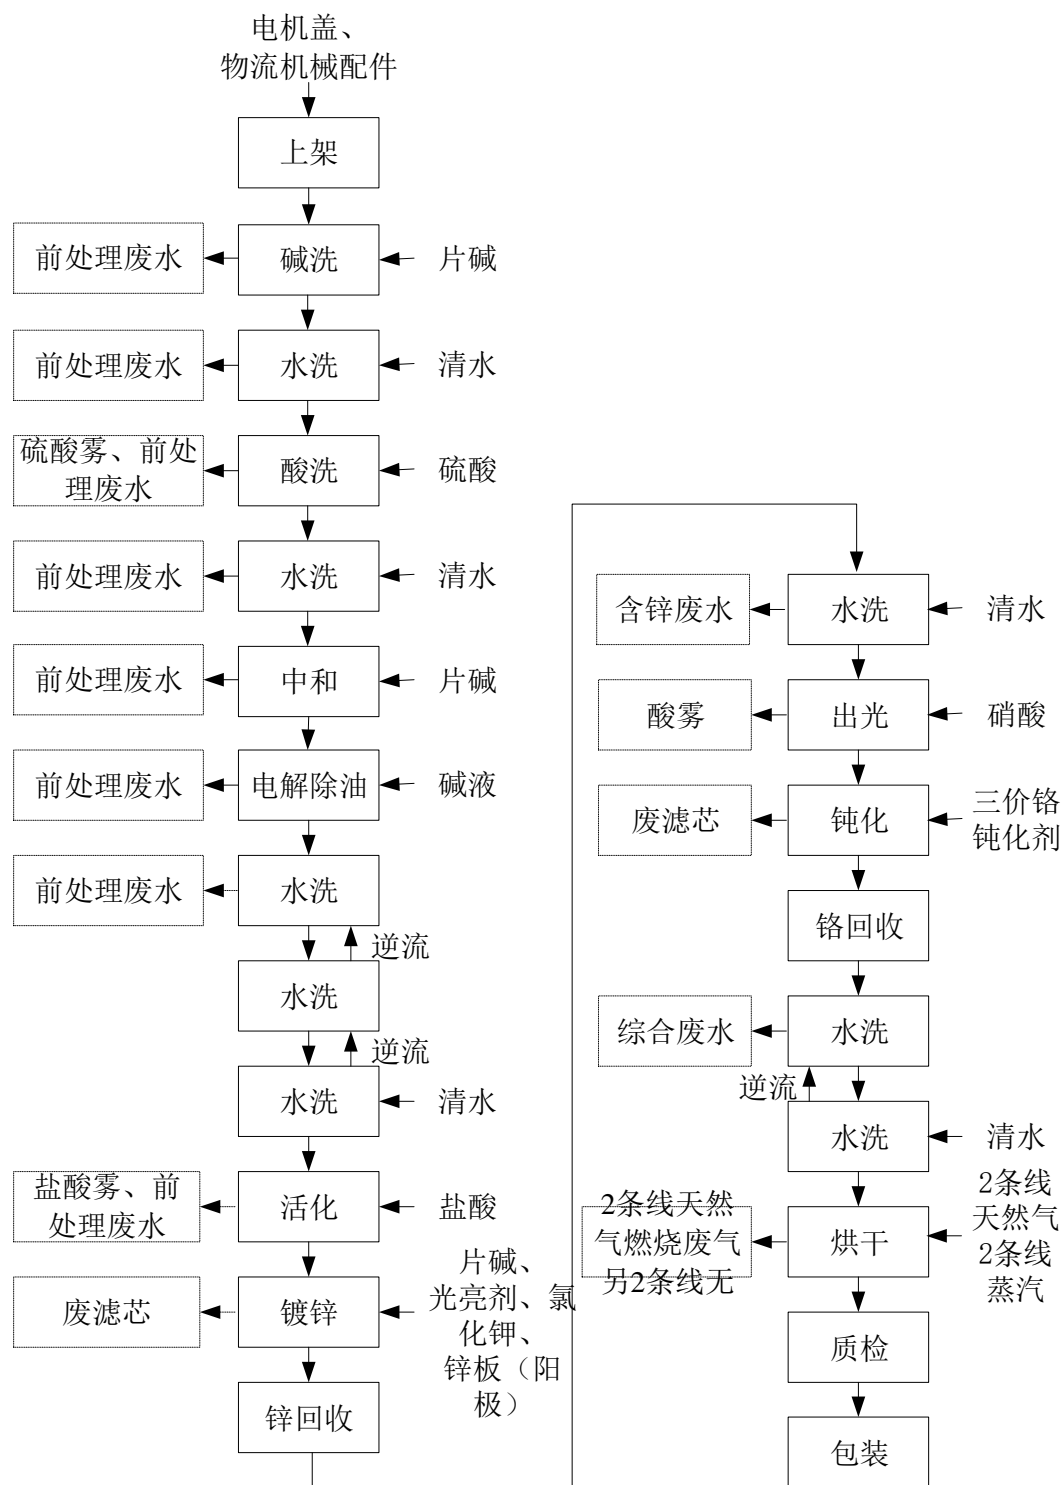 电机盖、
物流机械配件
上架
前处理废水
碱洗
片碱
前处理废水
水洗
清水
硫酸雾、前处
理废水
酸洗
硫酸
前处理废水
水洗
清水
前处理废水
中和
片碱
前处理废水
电解除油
碱液
前处理废水
水洗
逆流
水洗
逆流
水洗
清水
盐酸雾、前
处理废水
活化
盐酸
废滤芯
镀锌
片碱、
光亮剂、氯
化钾、
锌板（阳
极）
锌回收
含锌废水
水洗
清水
酸雾
出光
硝酸
废滤芯
钝化
三价铬
钝化剂
铬回收
综合废水
水洗
逆流
水洗
清水
2条线天然
气燃烧废气
另2条线无
烘干
2条线
天然气
2条线
蒸汽
质检
包装